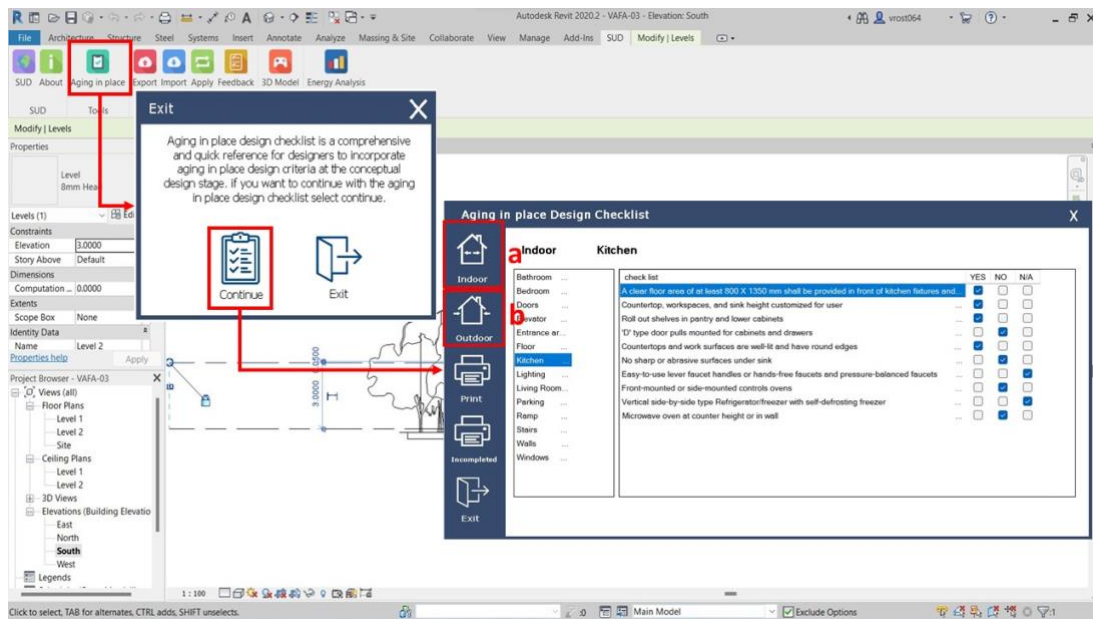 Autodesk Revit 2020.2 - VAFA-03 - Elevation: South
vrost064
File Architecture Structure Steel Systems Insert Annotate Analyze Massing & Site Collaborate View Manage Add-Ins SUD Modify | Levels
SUD About Aging in place Export Import Apply Feedback 3D Model Energy Analysis
SUD Tools
Modify | Levels
Properties
Level
8mm Head
Levels (1)
Constraints
Elevation 3.0000
Story Above Default
Dimensions
Computation ... 0.0000
Extents
Scope Box None
Identity Data
Name Level 2
Properties help Apply
Project Browser - VAFA-03
Views (all)
Floor Plans
Level 1
Level 2
Site
Ceiling Plans
Level 1
Level 2
3D Views
Elevations (Building Elevatio
East
North
South
West
Legends
Exit X
Aging in place design checklist is a comprehensive
and quick reference for designers to incorporate
aging in place design criteria at the conceptual
design stage. if you want to continue with the aging
in place design checklist select continue.
Continue Exit
3.0000
Aging in place Design Checklist X
a
b
Indoor
Outdoor
Print
Incompleted
Exit
Indoor Kitchen
Bathroom ...
Bedroom ...
Doors ...
Elevator ...
Entrance ar...
Floor ...
Kitchen ...
Lighting ...
Living Room...
Parking ...
Ramp ...
Stairs ...
Walls ...
Windows ...
check list YES NO N/A
A clear floor area of at least 800 X 1350 mm shall be provided in front of kitchen fixtures and...
Countertop, workspaces, and sink height customized for user ...
Roll out shelves in pantry and lower cabinets ...
'D' type door pulls mounted for cabinets and drawers ...
Countertops and work surfaces are well-lit and have round edges ...
No sharp or abrasive surfaces under sink ...
Easy-to-use lever faucet handles or hands-free faucets and pressure-balanced faucets ...
Front-mounted or side-mounted controls ovens ...
Vertical side-by-side type Refrigerator/freezer with self-defrosting freezer ...
Microwave oven at counter height or in wall ...
1 : 100
Click to select, TAB for alternates, CTRL adds, SHIFT unselects.
:0
Main Model
Exclude Options
:1